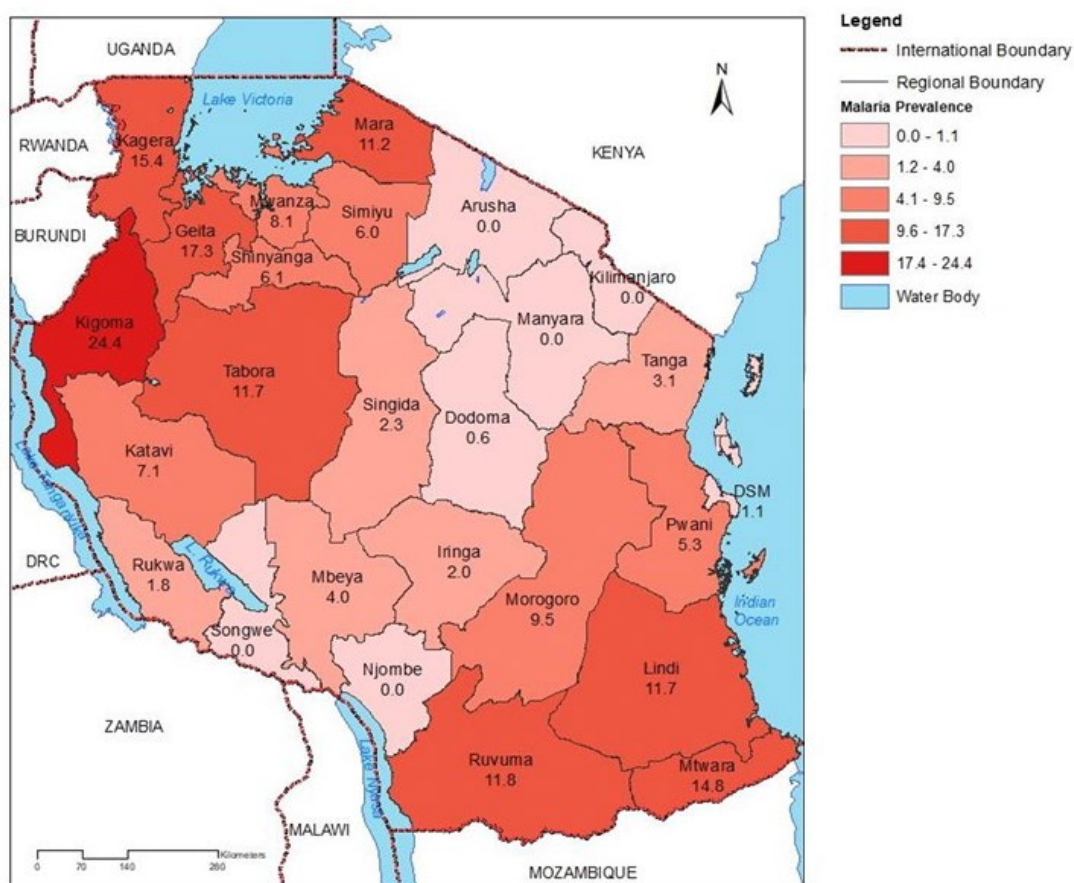 UGANDA
Lake Victoria
N
RWANDA
Kagera
15.4
Mara
11.2
KENYA
BURUNDI
Geita
17.3
Mwanza
8.1
Simiyu
6.0
Arusha
0.0
Shinyanga
6.1
Kilimanjaro
0.0
Kigoma
24.4
Manyara
0.0
Tabora
11.7
Tanga
3.1
Singida
2.3
Dodoma
0.6
Katavi
7.1
Lake Tanganyika
DSM
1.1
Pwani
5.3
DRC
Rukwa
1.8
L. Rukwa
Mbeya
4.0
Iringa
2.0
Morogoro
9.5
Indian
Ocean
Songwe
0.0
Njombe
0.0
Lindi
11.7
ZAMBIA
Lake Nyasa
Ruvuma
11.8
Mtwara
14.8
MALAWI
MOZAMBIQUE
Kilometers
0 70 140 280
Legend
International Boundary
Regional Boundary
Malaria Prevalence
0.0 - 1.1
1.2 - 4.0
4.1 - 9.5
9.6 - 17.3
17.4 - 24.4
Water Body